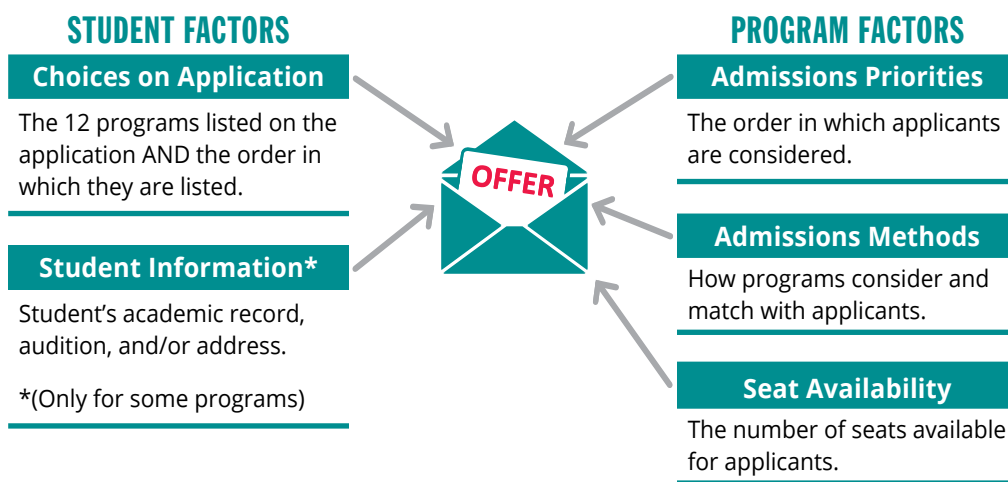 STUDENT FACTORS
Choices on Application
The 12 programs listed on the
application AND the order in
which they are listed.
Student Information*
Student’s academic record,
audition, and/or address.
*(Only for some programs)
OFFER
PROGRAM FACTORS
Admissions Priorities
The order in which applicants
are considered.
Admissions Methods
How programs consider and
match with applicants.
Seat Availability
The number of seats available
for applicants.